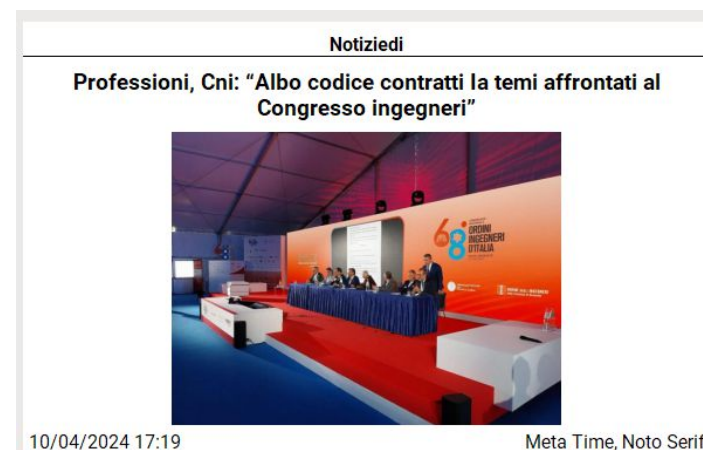 Notiziedi
Professioni, Cni: “Albo codice contratti Ia temi affrontati al
Congresso ingegneri”
68°
ORDINI
INGEGNERI
D'ITALIA
10/04/2024 17:19
Meta Time, Noto Serif